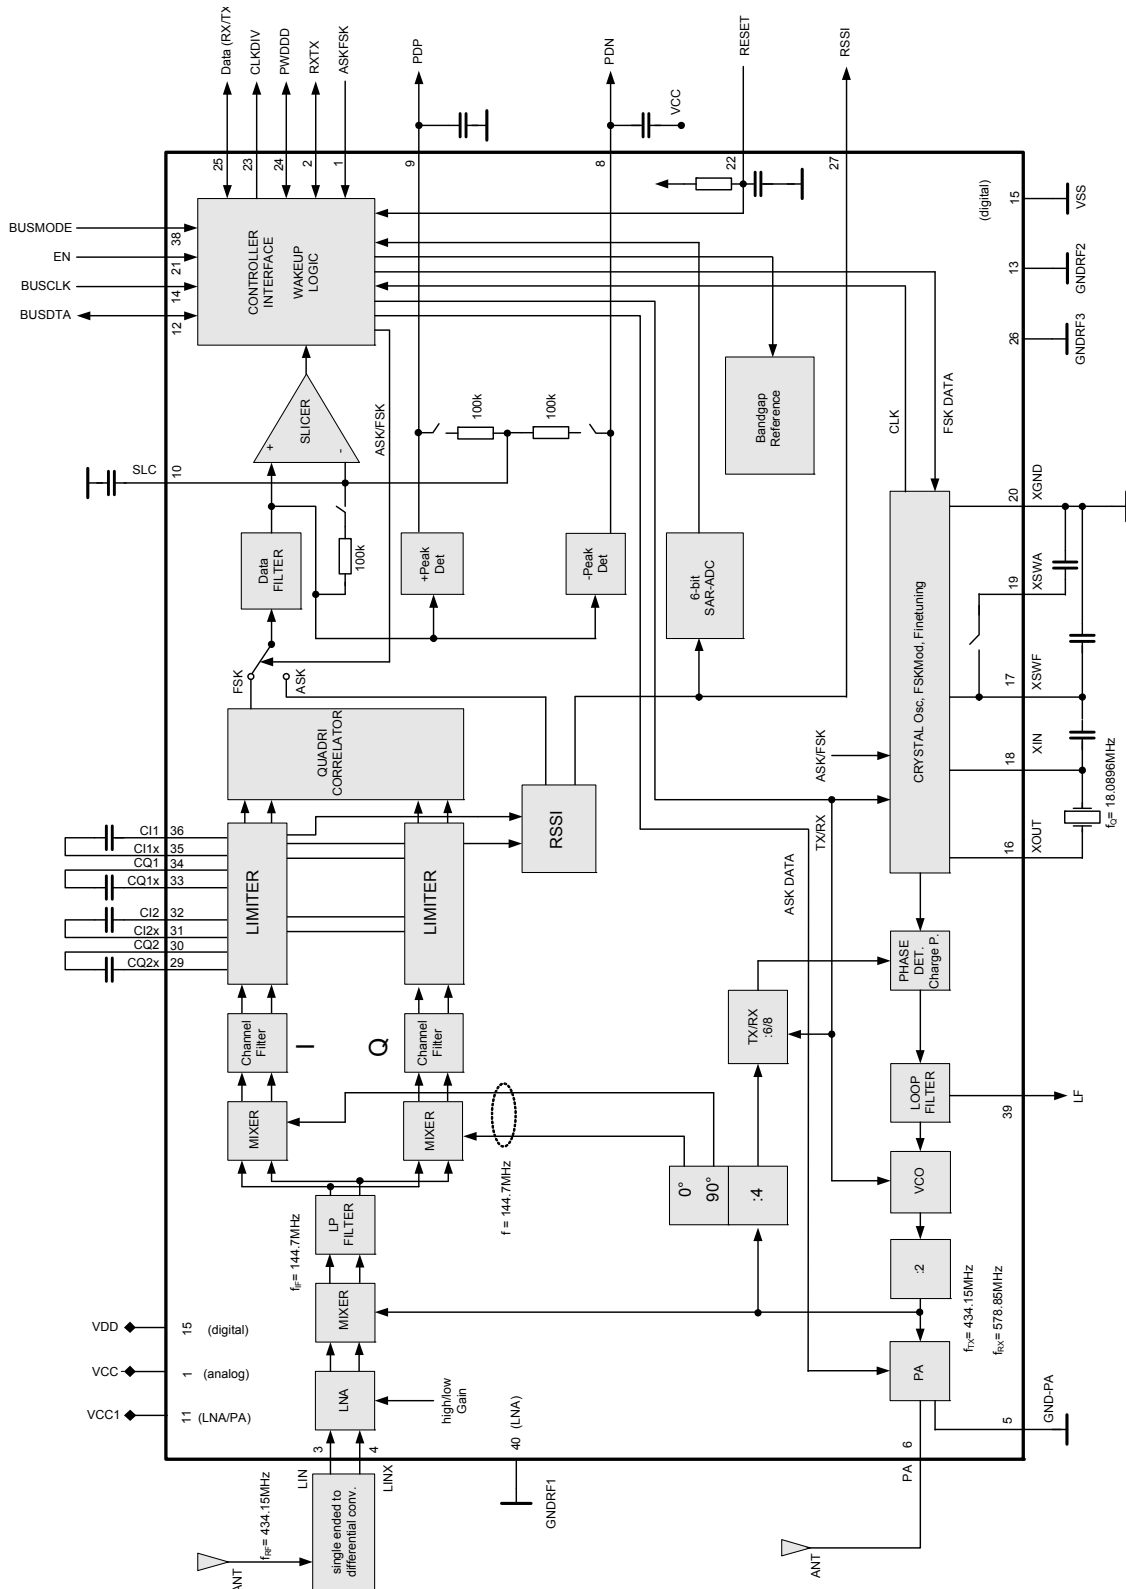 Data (RX/TX
CLKDIV
PWDDD
RXTX
ASKFSK
PDP
PDN
VCC
RESET
RSSI
25
23
24
2
1
9
8
22
27
BUSMODE
38
EN
21
BUSCLK
14
BUSDTA
12
CONTROLLER
INTERFACE
WAKEUP
LOGIC
(digital)
15
VSS
13
GNDRF2
26
GNDRF3
SLICER
+
-
ASK/FSK
100k
100k
Bandgap
Reference
CLK
FSK DATA
SLC
10
Data
FILTER
100k
+Peak
Det
-Peak
Det
6-bit
SAR-ADC
20
XGND
19
XSWA
17
XSWF
18
XIN
16
XOUT
fQ= 18.0896MHz
CRYSTAL Osc, FSKMod, Finetuning
FSK
ASK
QUADRI
CORRELATOR
RSSI
ASK/FSK
TX/RX
ASK DATA
CI1 36
CI1x 35
CQ1 34
CQ1x 33
CI2 32
CI2x 31
CQ2 30
CQ2x 29
LIMITER
LIMITER
PHASE
DET.
Charge P.
TX/RX
:6/8
Channel
Filter
I
Q
Channel
Filter
LOOP
FILTER
39
LF
MIXER
MIXER
f = 144.7MHz
0°
90°
:4
VCO
LP
FILTER
fIF= 144.7MHz
:2
fTX= 434.15MHz
fRX= 578.85MHz
MIXER
VDD
15
(digital)
VCC
1
(analog)
VCC1
11
(LNA/PA)
LNA
high/low
Gain
PA
5
GND-PA
3
4
LIN
LINX
40 (LNA)
GNDRF1
6
PA
fRF= 434.15MHz
single ended to
differential conv.
ANT
ANT